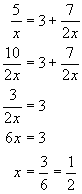 5/x = 3 + 7/2x
10/2x = 3 + 7/2x
3/2x = 3
6x = 3
x = 3/6 = 1/2